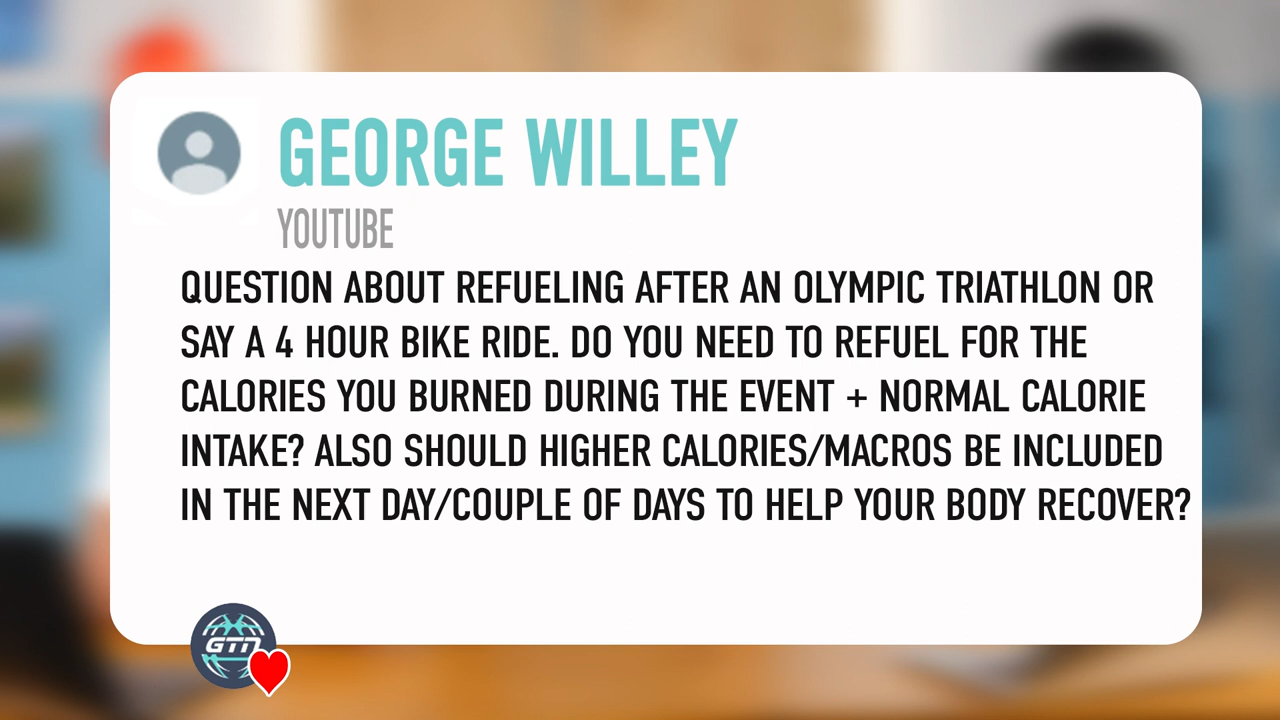 GEORGE WILLEY
YOUTUBE
QUESTION ABOUT REFUELING AFTER AN OLYMPIC TRIATHLON OR
SAY A 4 HOUR BIKE RIDE. DO YOU NEED TO REFUEL FOR THE
CALORIES YOU BURNED DURING THE EVENT + NORMAL CALORIE
INTAKE? ALSO SHOULD HIGHER CALORIES/MACROS BE INCLUDED
IN THE NEXT DAY/COUPLE OF DAYS TO HELP YOUR BODY RECOVER?
GTN